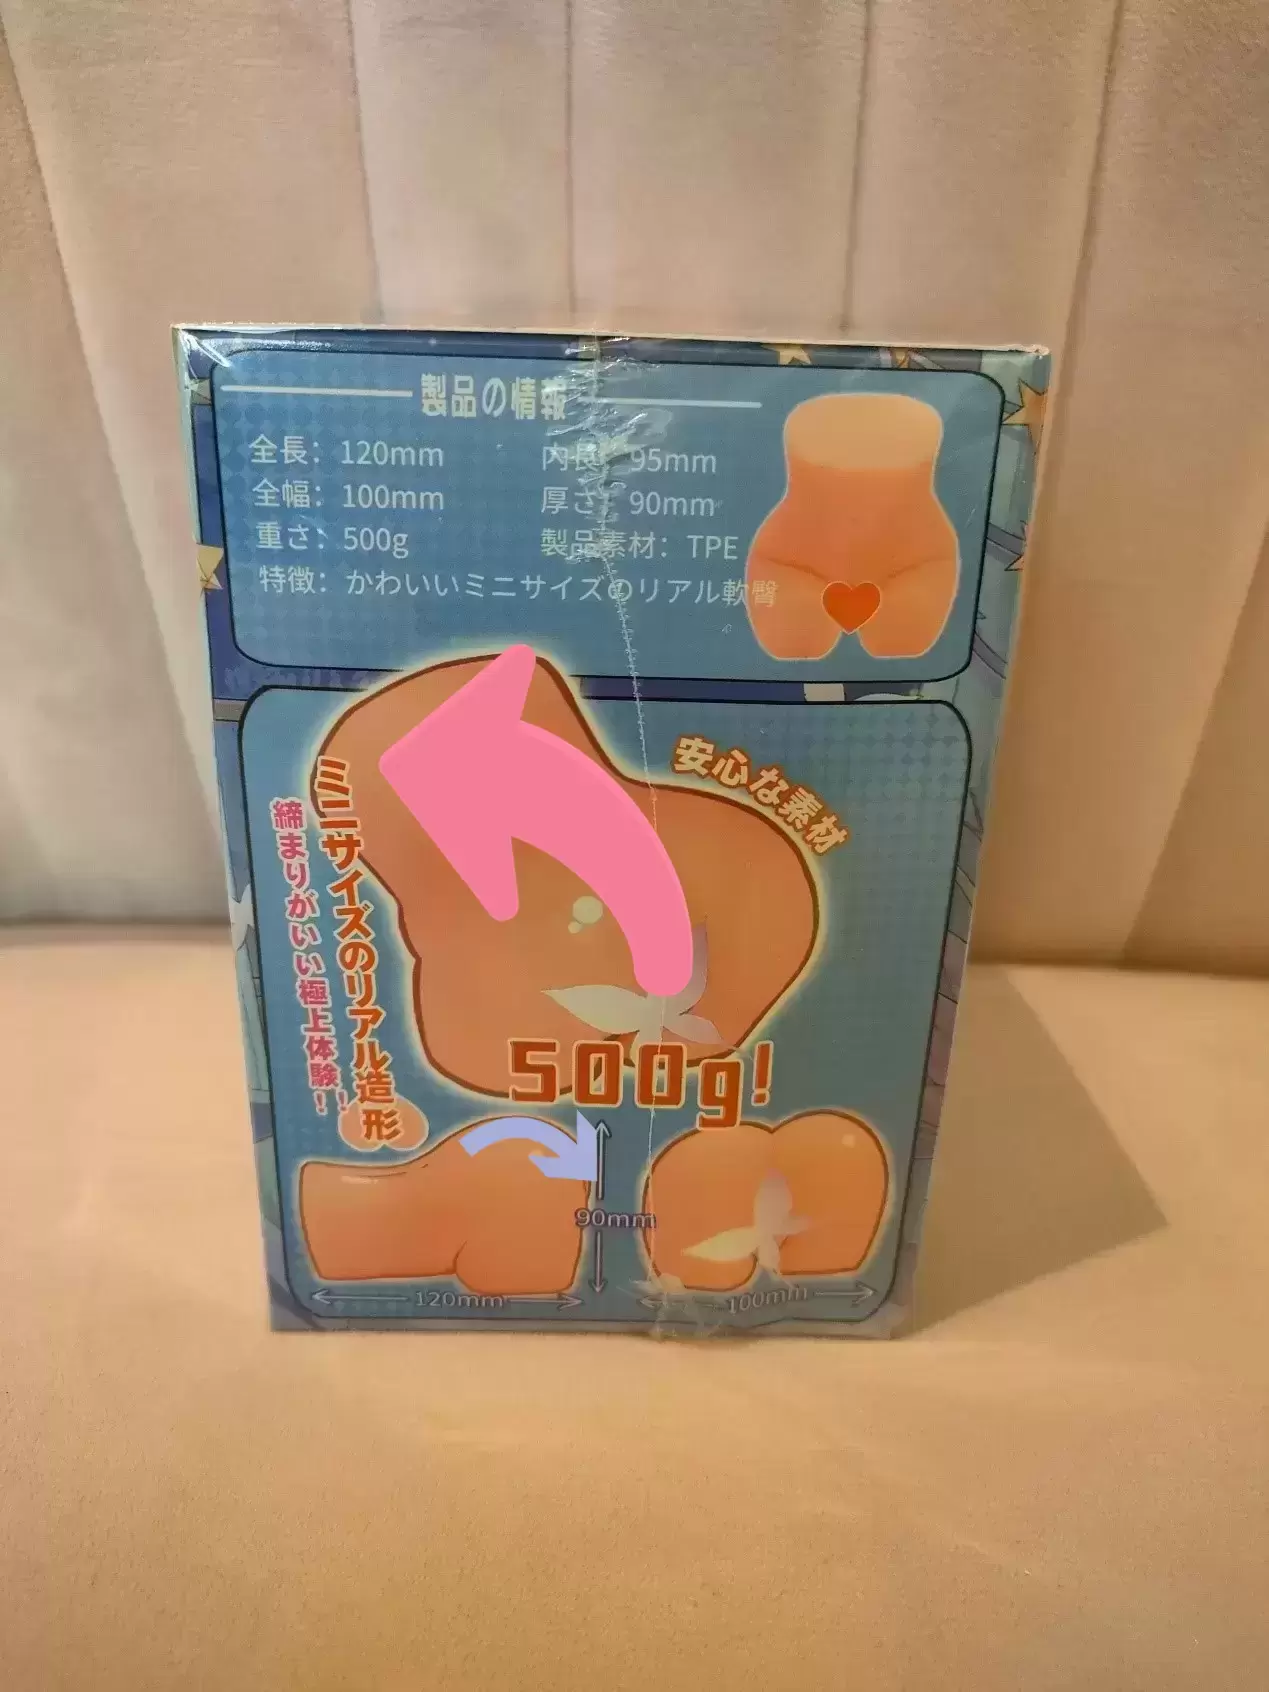 製品の情報
全長：120mm
内長：95mm
全幅：100mm
厚さ：90mm
重さ：500g
製品素材：TPE
特徴：かわいいミニサイズのリアル軟臀
安心な素材
ミニサイズのリアル造形
締まりがいい極上体験！！
500g!
90mm
120mm
100mm